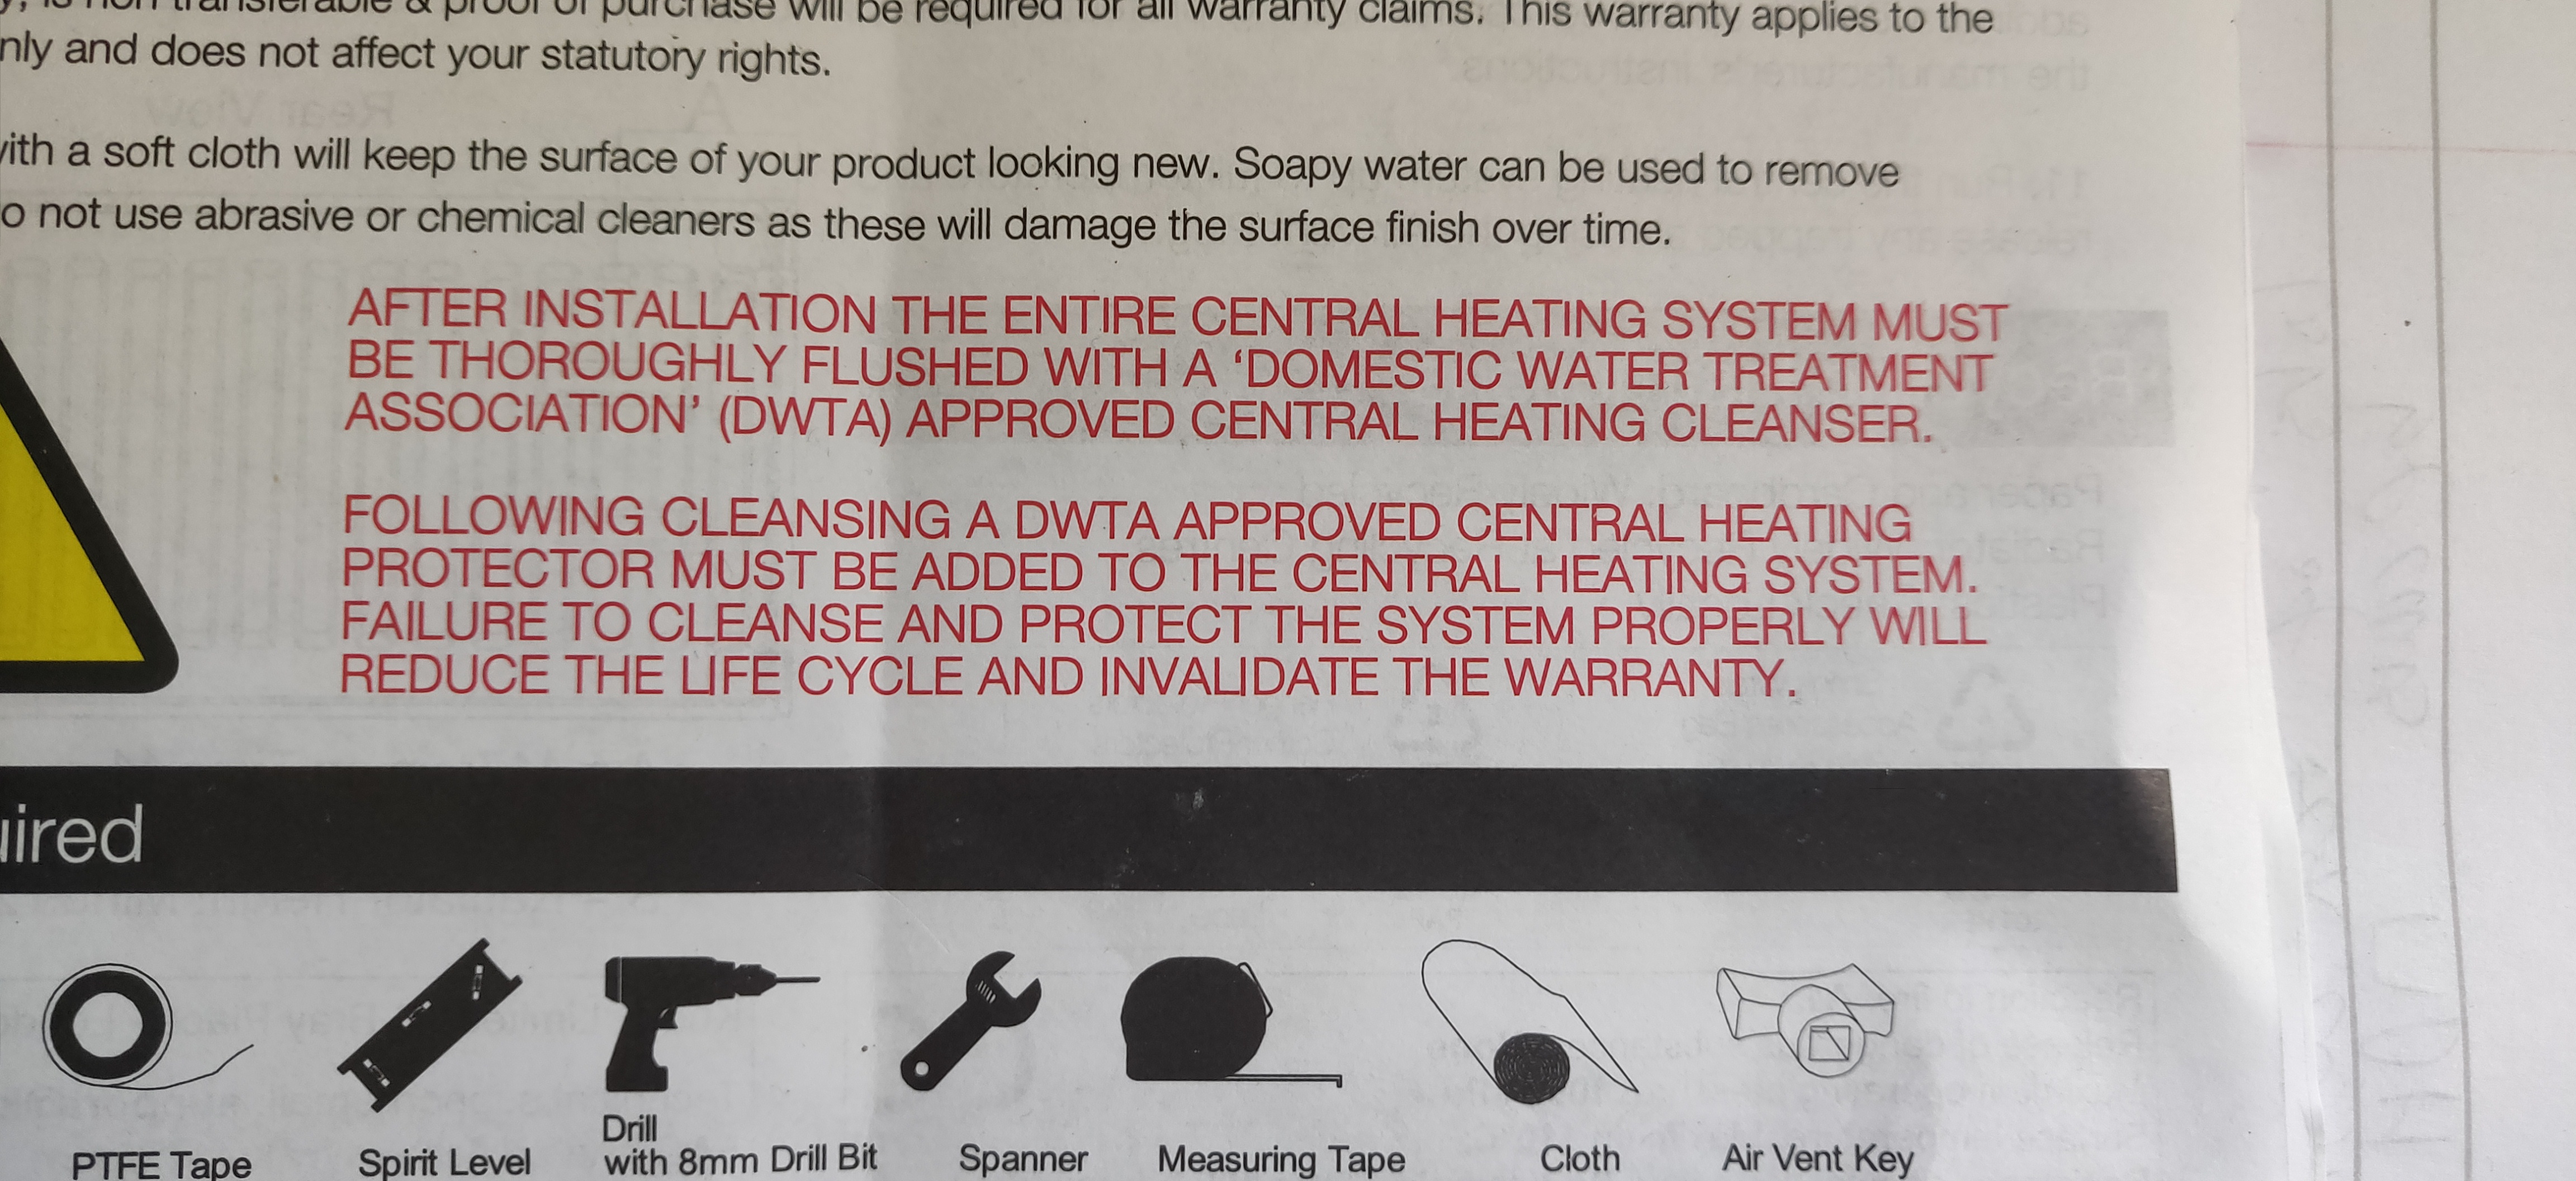 is non transferable & proof of purchase will be required for all warranty claims. This warranty applies to the
nly and does not affect your statutory rights.
ith a soft cloth will keep the surface of your product looking new. Soapy water can be used to remove
o not use abrasive or chemical cleaners as these will damage the surface finish over time.
AFTER INSTALLATION THE ENTIRE CENTRAL HEATING SYSTEM MUST
BE THOROUGHLY FLUSHED WITH A ‘DOMESTIC WATER TREATMENT
ASSOCIATION’ (DWTA) APPROVED CENTRAL HEATING CLEANSER.
FOLLOWING CLEANSING A DWTA APPROVED CENTRAL HEATING
PROTECTOR MUST BE ADDED TO THE CENTRAL HEATING SYSTEM.
FAILURE TO CLEANSE AND PROTECT THE SYSTEM PROPERLY WILL
REDUCE THE LIFE CYCLE AND INVALIDATE THE WARRANTY.
uired
PTFE Tape
Spirit Level
Drill
with 8mm Drill Bit
Spanner
Measuring Tape
Cloth
Air Vent Key